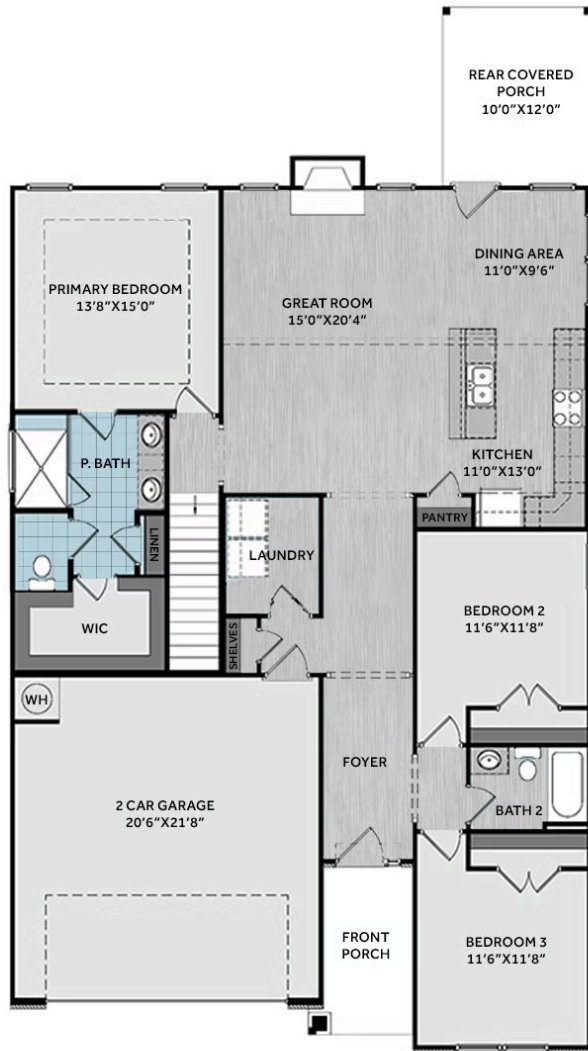 REAR COVERED
PORCH
10'0"X12'0"
DINING AREA
11'0"X9'6"
PRIMARY BEDROOM
13'8"X15'0"
GREAT ROOM
15'0"X20'4"
P. BATH
KITCHEN
11'0"X13'0"
PANTRY
LINEN
LAUNDRY
BEDROOM 2
11'6"X11'8"
WIC
SHELVES
WH
FOYER
2 CAR GARAGE
20'6"X21'8"
BATH 2
FRONT
PORCH
BEDROOM 3
11'6"X11'8"